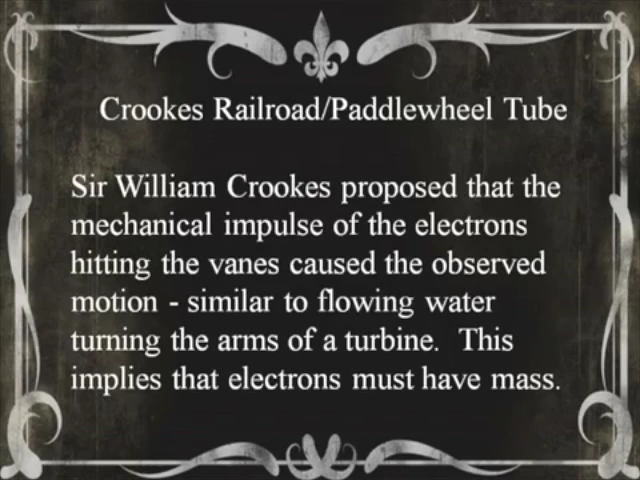 Crookes Railroad/Paddlewheel Tube
Sir William Crookes proposed that the
mechanical impulse of the electrons
hitting the vanes caused the observed
motion - similar to flowing water
turning the arms of a turbine.  This
implies that electrons must have mass.